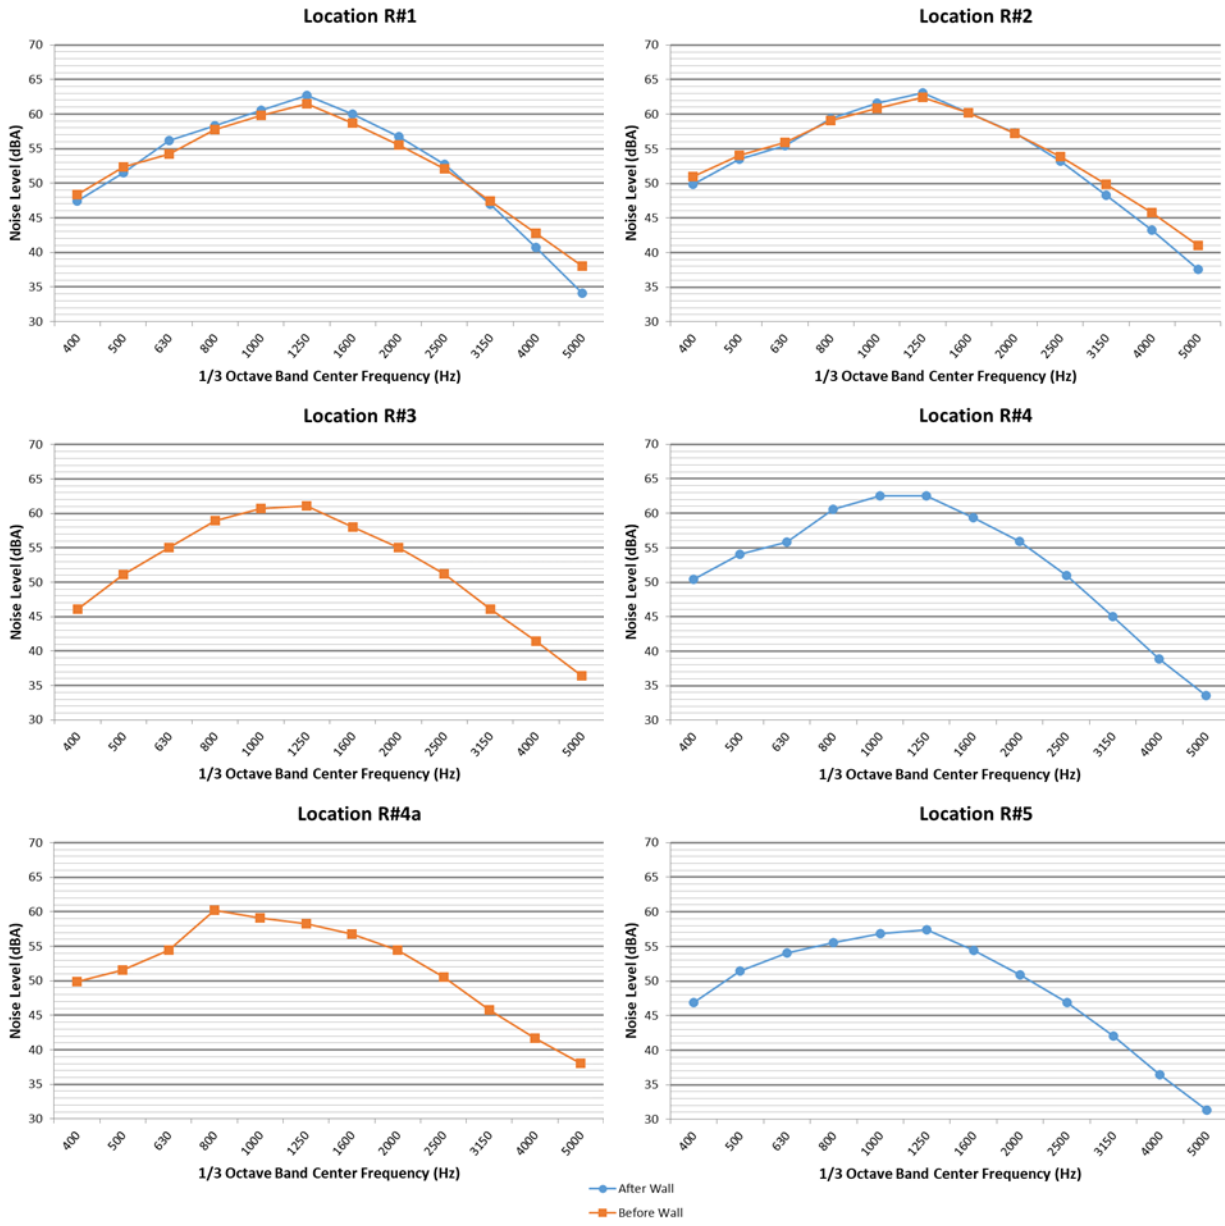 Location R#1
Noise Level (dBA)
70
65
60
55
50
45
40
35
30
400 500 630 800 1000 1250 1600 2000 2500 3150 4000 5000
1/3 Octave Band Center Frequency (Hz)
Location R#2
Noise Level (dBA)
70
65
60
55
50
45
40
35
30
400 500 630 800 1000 1250 1600 2000 2500 3150 4000 5000
1/3 Octave Band Center Frequency (Hz)
Location R#3
Noise Level (dBA)
70
65
60
55
50
45
40
35
30
400 500 630 800 1000 1250 1600 2000 2500 3150 4000 5000
1/3 Octave Band Center Frequency (Hz)
Location R#4
Noise Level (dBA)
70
65
60
55
50
45
40
35
30
400 500 630 800 1000 1250 1600 2000 2500 3150 4000 5000
1/3 Octave Band Center Frequency (Hz)
Location R#4a
Noise Level (dBA)
70
65
60
55
50
45
40
35
30
400 500 630 800 1000 1250 1600 2000 2500 3150 4000 5000
1/3 Octave Band Center Frequency (Hz)
Location R#5
Noise Level (dBA)
70
65
60
55
50
45
40
35
30
400 500 630 800 1000 1250 1600 2000 2500 3150 4000 5000
1/3 Octave Band Center Frequency (Hz)
After Wall
Before Wall